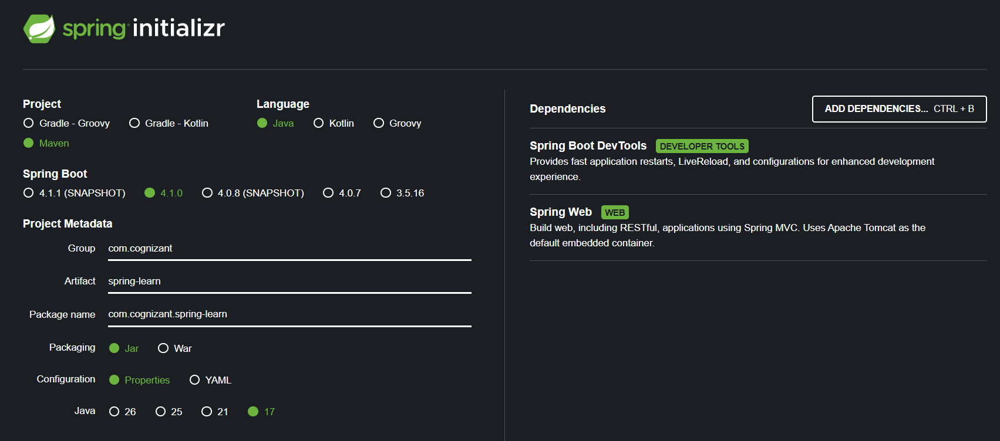 spring initializr
Project
Gradle - Groovy Gradle - Kotlin
Maven
Language
Java Kotlin Groovy
Spring Boot
4.1.1 (SNAPSHOT) 4.1.0 4.0.8 (SNAPSHOT) 4.0.7 3.5.16
Project Metadata
Group com.cognizant
Artifact spring-learn
Package name com.cognizant.spring-learn
Packaging Jar War
Configuration Properties YAML
Java 26 25 21 17
Dependencies
ADD DEPENDENCIES... CTRL + B
Spring Boot DevTools DEVELOPER TOOLS
Provides fast application restarts, LiveReload, and configurations for enhanced development
experience.
Spring Web WEB
Build web, including RESTful, applications using Spring MVC. Uses Apache Tomcat as the
default embedded container.